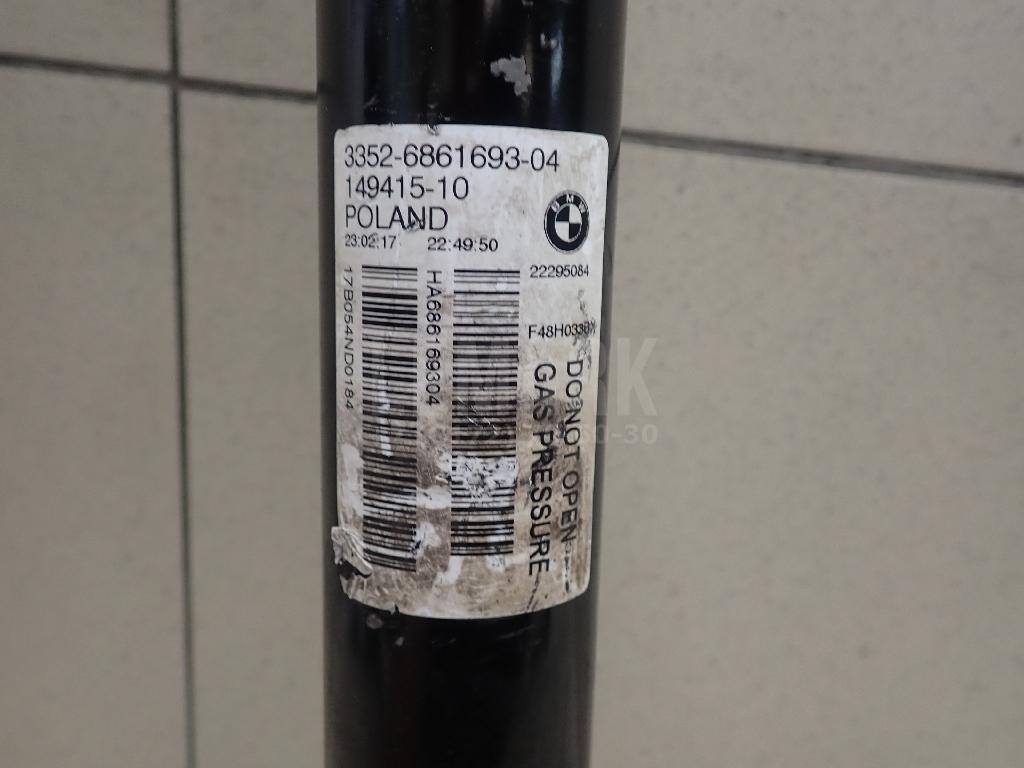 3352-6861693-04
149415-10
POLAND
BMW
23:02:17 22:49:50
22295084
17B054ND0184
HA686169304
DO NOT OPEN
GAS PRESSURE